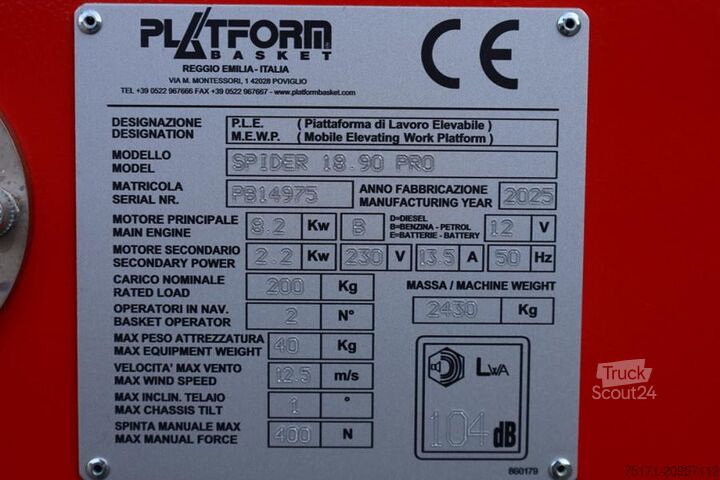 PLATFORM
BASKET
REGGIO EMILIA - ITALIA
VIA M. MONTESSORI, 1 42028 POVIGLIO
TEL +39 0522 967666 FAX +39 0522 967667 - www.platformbasket.com
CE
DESIGNAZIONE P.L.E. ( Piattaforma di Lavoro Elevabile )
DESIGNATION M.E.W.P. ( Mobile Elevating Work Platform )
MODELLO
MODEL SPIDER 18.90 PRO
MATRICOLA
SERIAL NR. PB14975
ANNO FABBRICAZIONE
MANUFACTURING YEAR 2025
MOTORE PRINCIPALE
MAIN ENGINE 8.2 Kw B
D=DIESEL
B=BENZINA - PETROL
E=BATTERIE - BATTERY
12 V
MOTORE SECONDARIO
SECONDARY POWER 2.2 Kw 230 V 13.5 A 50 Hz
CARICO NOMINALE
RATED LOAD 200 Kg
MASSA / MACHINE WEIGHT
2430 Kg
OPERATORI IN NAV.
BASKET OPERATOR 2 N°
MAX PESO ATTREZZATURA
MAX EQUIPMENT WEIGHT 40 Kg
VELOCITA' MAX VENTO
MAX WIND SPEED 12.5 m/s
MAX INCLIN. TELAIO
MAX CHASSIS TILT 1 °
SPINTA MANUALE MAX
MAX MANUAL FORCE 400 N
LWA
104 dB
860179
Truck
Scout24